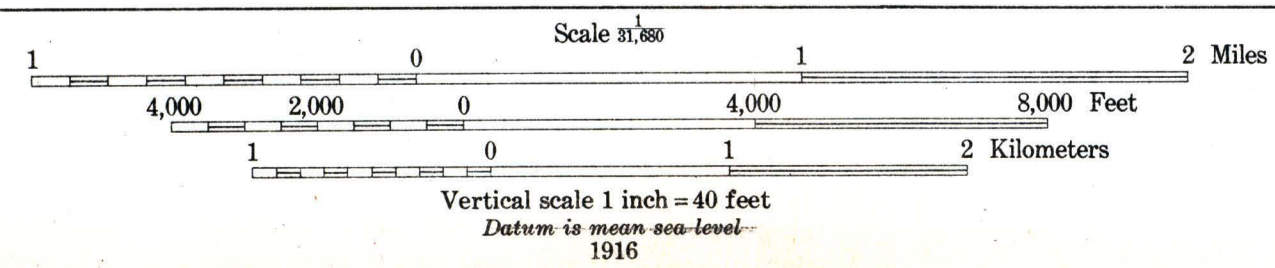 Scale 1/31,680
1 0 1 2 Miles
4,000 2,000 0 4,000 8,000 Feet
1 0 1 2 Kilometers
Vertical scale 1 inch = 40 feet
Datum is mean sea level
1916